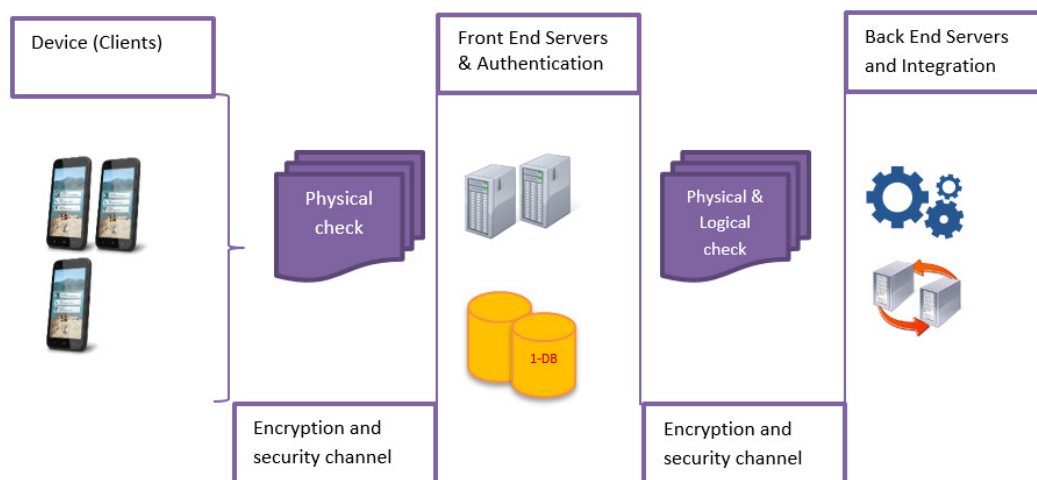 Device (Clients)
Front End Servers
& Authentication
Back End Servers
and Integration
Physical
check
Physical &
Logical
check
1-DB
Encryption and
security channel
Encryption and
security channel